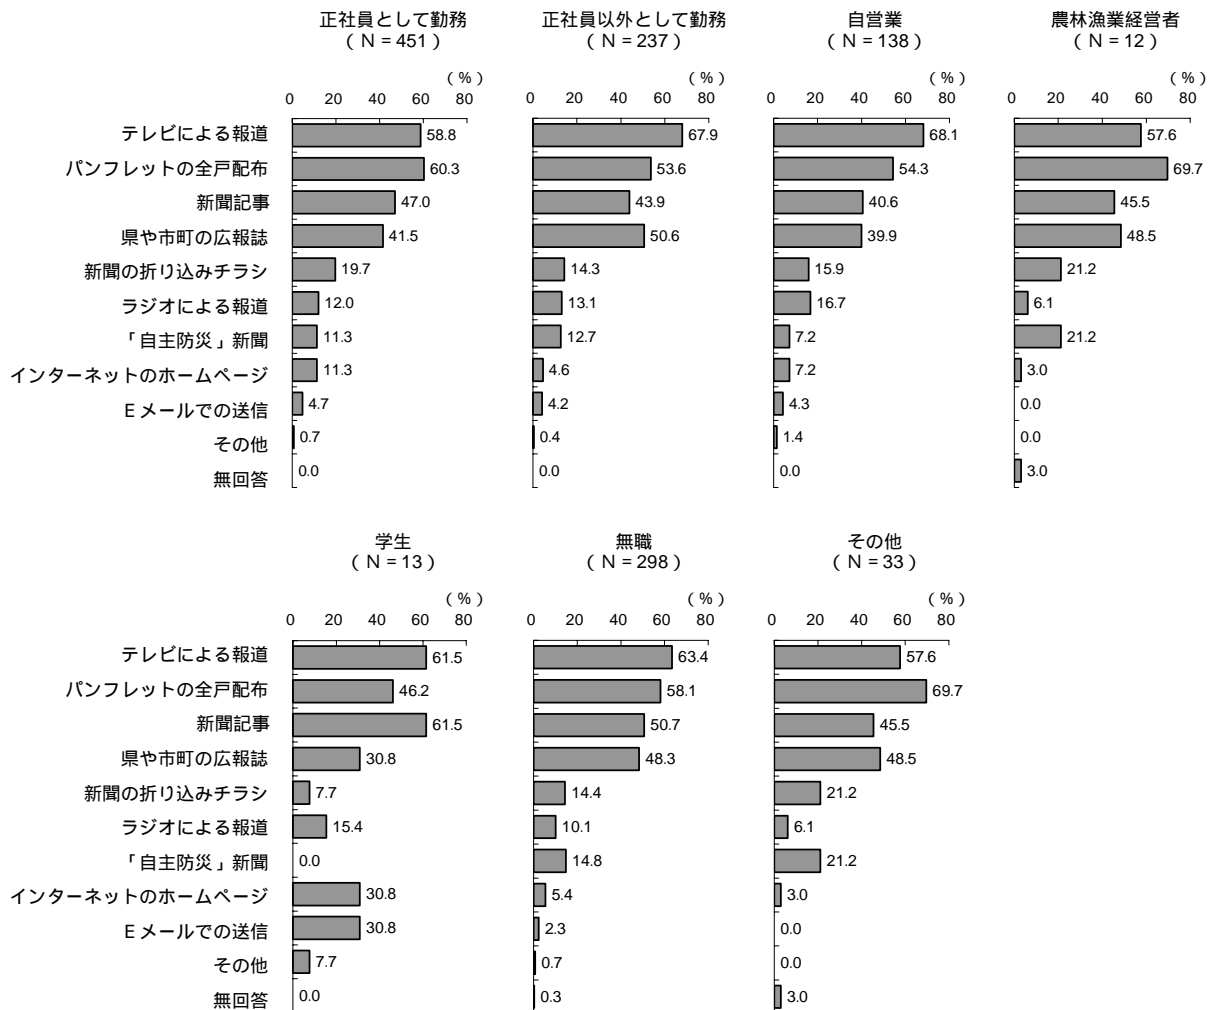 正社員として勤務 正社員以外として勤務 自営業 農林漁業経営者
（Ｎ＝451） （Ｎ＝237） （Ｎ＝138） （Ｎ＝12）
（％） （％） （％） （％）
0 20 40 60 80 0 20 40 60 80 0 20 40 60 80 0 20 40 60 80
テレビによる報道 58.8 67.9 68.1 57.6
パンフレットの全戸配布 60.3 53.6 54.3 69.7
新聞記事 47.0 43.9 40.6 45.5
県や市町の広報誌 41.5 50.6 39.9 48.5
新聞の折り込みチラシ 19.7 14.3 15.9 21.2
ラジオによる報道 12.0 13.1 16.7 6.1
「自主防災」新聞 11.3 12.7 7.2 21.2
インターネットのホームページ 11.3 4.6 7.2 3.0
Ｅメールでの送信 4.7 4.2 4.3 0.0
その他 0.7 0.4 1.4 0.0
無回答 0.0 0.0 0.0 3.0
学生 無職 その他
（Ｎ＝13） （Ｎ＝298） （Ｎ＝33）
（％） （％） （％）
0 20 40 60 80 0 20 40 60 80 0 20 40 60 80
テレビによる報道 61.5 63.4 57.6
パンフレットの全戸配布 46.2 58.1 69.7
新聞記事 61.5 50.7 45.5
県や市町の広報誌 30.8 48.3 48.5
新聞の折り込みチラシ 7.7 14.4 21.2
ラジオによる報道 15.4 10.1 6.1
「自主防災」新聞 0.0 14.8 21.2
インターネットのホームページ 30.8 5.4 3.0
Ｅメールでの送信 30.8 2.3 0.0
その他 7.7 0.7 0.0
無回答 0.0 0.3 3.0